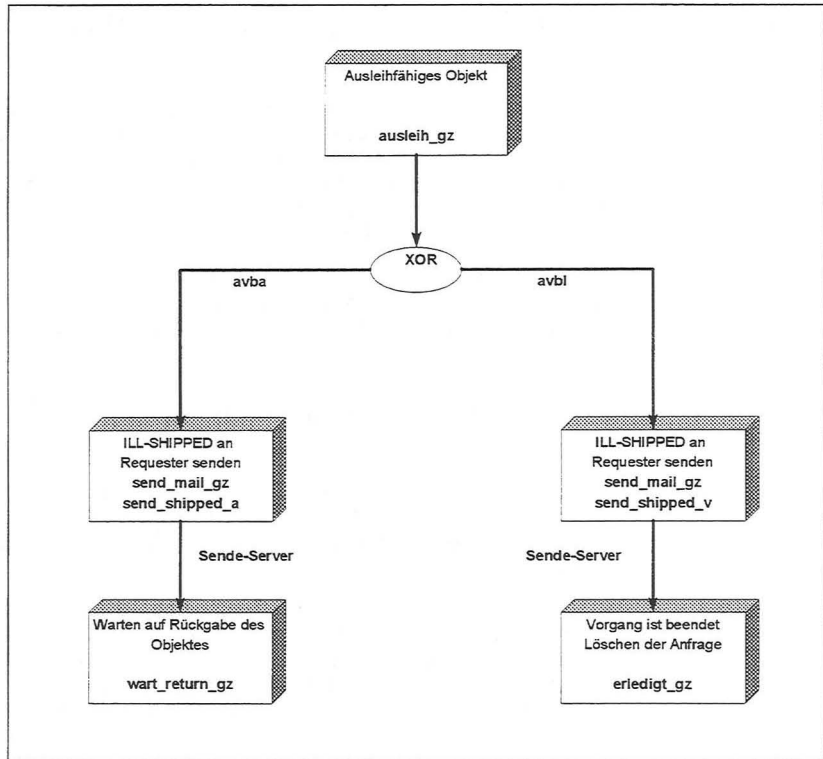 Ausleihfähiges Objekt
ausleih_gz
XOR
avba
avbl
ILL-SHIPPED an
Requester senden
send_mail_gz
send_shipped_a
ILL-SHIPPED an
Requester senden
send_mail_gz
send_shipped_v
Sende-Server
Sende-Server
Warten auf Rückgabe des
Objektes
wart_return_gz
Vorgang ist beendet
Löschen der Anfrage
erledigt_gz